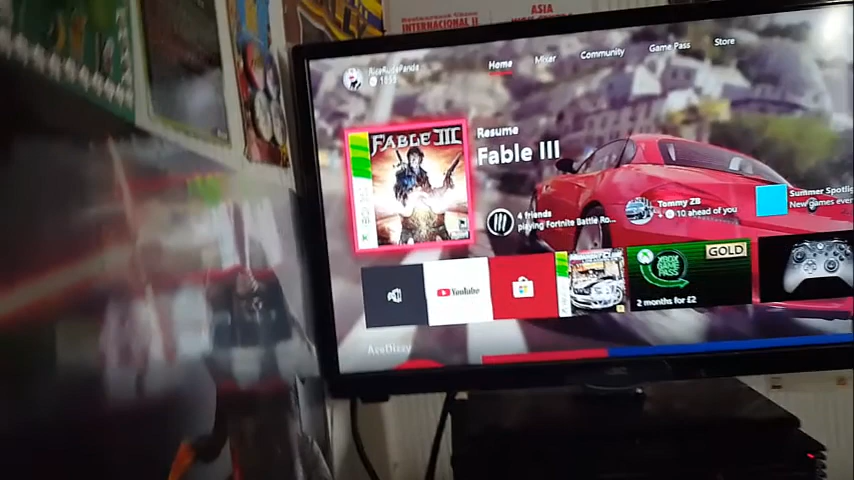 INTERNACIONAL II
ASIA
RiceRudePanda
Home
Mixer
Community
Game Pass
Store
FABLE III
Resume
Fable III
4 friends
playing Fortnite Battle Ro...
Tommy ZB
10 ahead of you
Summer Spotlig
New games eve
YouTube
XBOX
GAME
PASS
GOLD
2 months for £2
AceDizzy